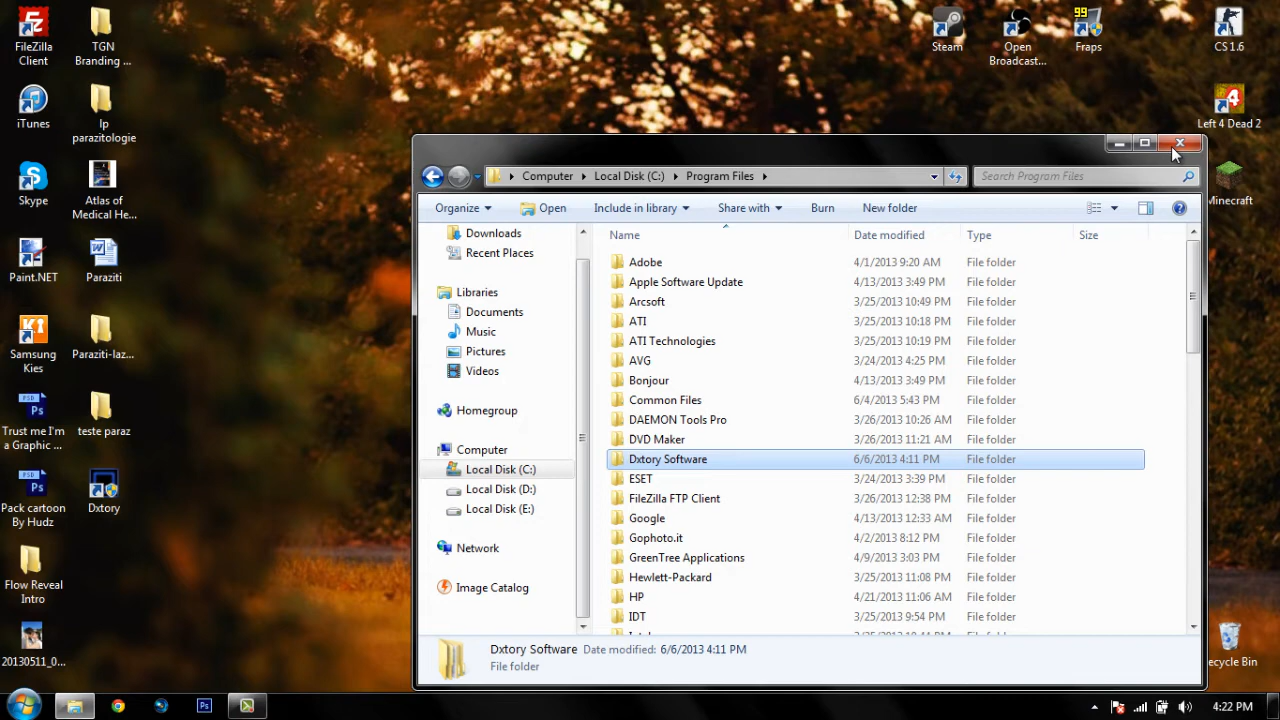 FileZilla
Client
TGN
Branding ...
iTunes
lp
parazitologie
Skype
Atlas of
Medical He...
Paint.NET
Paraziti
Samsung
Kies
Paraziti-laz...
Trust me I'm
a Graphic ...
teste paraz
Pack cartoon
By Hudz
Dxtory
Flow Reveal
Intro
20130511_0...
Steam
Open
Broadcast...
99
Fraps
CS 1.6
4
Left 4 Dead 2
Minecraft
ecycle Bin
Computer
Local Disk (C:)
Program Files
Search Program Files
Organize
Open
Include in library
Share with
Burn
New folder
Downloads
Recent Places
Libraries
Documents
Music
Pictures
Videos
Homegroup
Computer
Local Disk (C:)
Local Disk (D:)
Local Disk (E:)
Network
Image Catalog
Name Date modified Type Size
Adobe 4/1/2013 9:20 AM File folder
Apple Software Update 4/13/2013 3:49 PM File folder
Arcsoft 3/25/2013 10:49 PM File folder
ATI 3/25/2013 10:18 PM File folder
ATI Technologies 3/25/2013 10:19 PM File folder
AVG 3/24/2013 4:25 PM File folder
Bonjour 4/13/2013 3:49 PM File folder
Common Files 6/4/2013 5:43 PM File folder
DAEMON Tools Pro 3/26/2013 10:26 AM File folder
DVD Maker 3/26/2013 11:21 AM File folder
Dxtory Software 6/6/2013 4:11 PM File folder
ESET 3/24/2013 3:39 PM File folder
FileZilla FTP Client 3/26/2013 12:38 PM File folder
Google 4/13/2013 12:33 AM File folder
Gophoto.it 4/2/2013 8:12 PM File folder
GreenTree Applications 4/9/2013 3:03 PM File folder
Hewlett-Packard 3/25/2013 11:08 PM File folder
HP 4/21/2013 11:06 AM File folder
IDT 3/25/2013 9:54 PM File folder
Dxtory Software Date modified: 6/6/2013 4:11 PM
File folder
4:22 PM